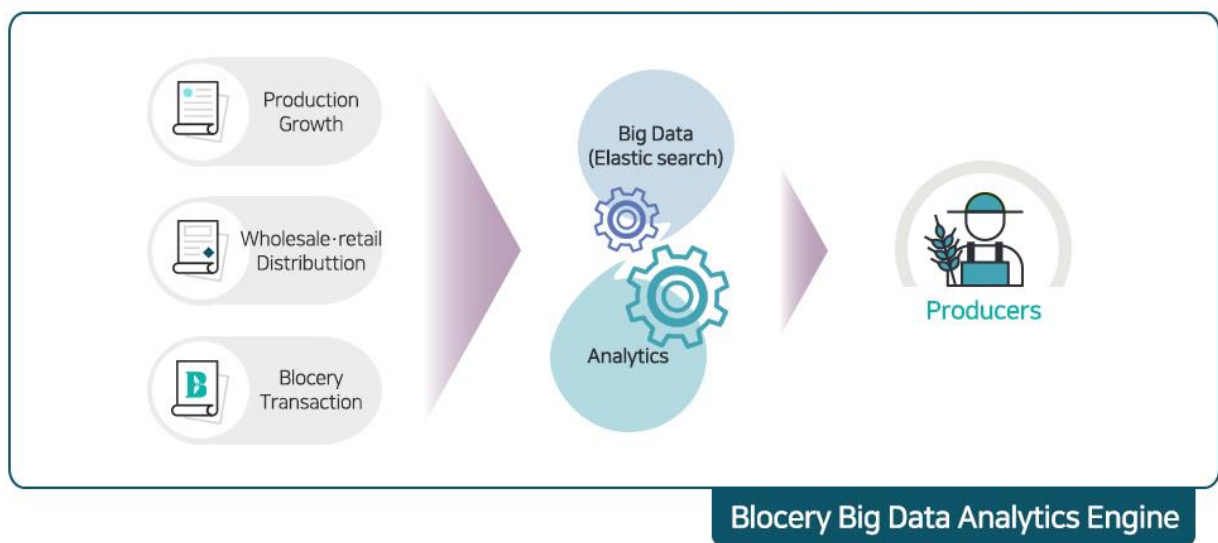 Production
Growth
Wholesale·retail
Distributtion
B
Blocery
Transaction
Big Data
(Elastic search)
Analytics
Producers
Blocery Big Data Analytics Engine